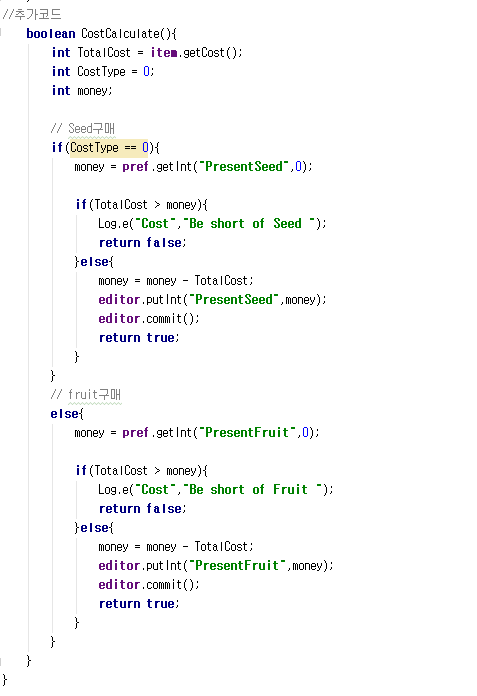 //추가코드
boolean CostCalculate(){
int TotalCost = item.getCost();
int CostType = 0;
int money;
// Seed구매
if(CostType == 0){
money = pref.getInt("PresentSeed",0);
if(TotalCost > money){
Log.e("Cost","Be short of Seed ");
return false;
}else{
money = money - TotalCost;
editor.putInt("PresentSeed",money);
editor.commit();
return true;
}
}
// fruit구매
else{
money = pref.getInt("PresentFruit",0);
if(TotalCost > money){
Log.e("Cost","Be short of Fruit ");
return false;
}else{
money = money - TotalCost;
editor.putInt("PresentFruit",money);
editor.commit();
return true;
}
}
}
}